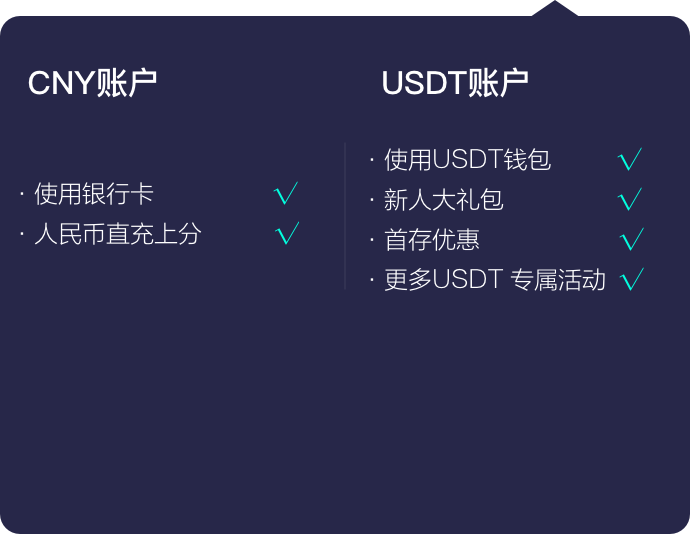 CNY账户
· 使用银行卡 √
· 人民币直充上分 √
USDT账户
· 使用USDT钱包 √
· 新人大礼包 √
· 首存优惠 √
· 更多USDT 专属活动 √